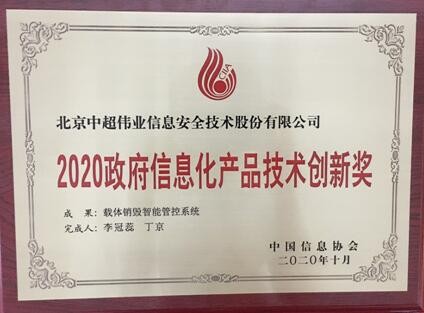 CIIA
北京中超伟业信息安全技术股份有限公司
2020政府信息化产品技术创新奖
成 果：载体销毁智能管控系统
完成人：李冠蕊 丁京
中国信息协会
二〇二〇年十月